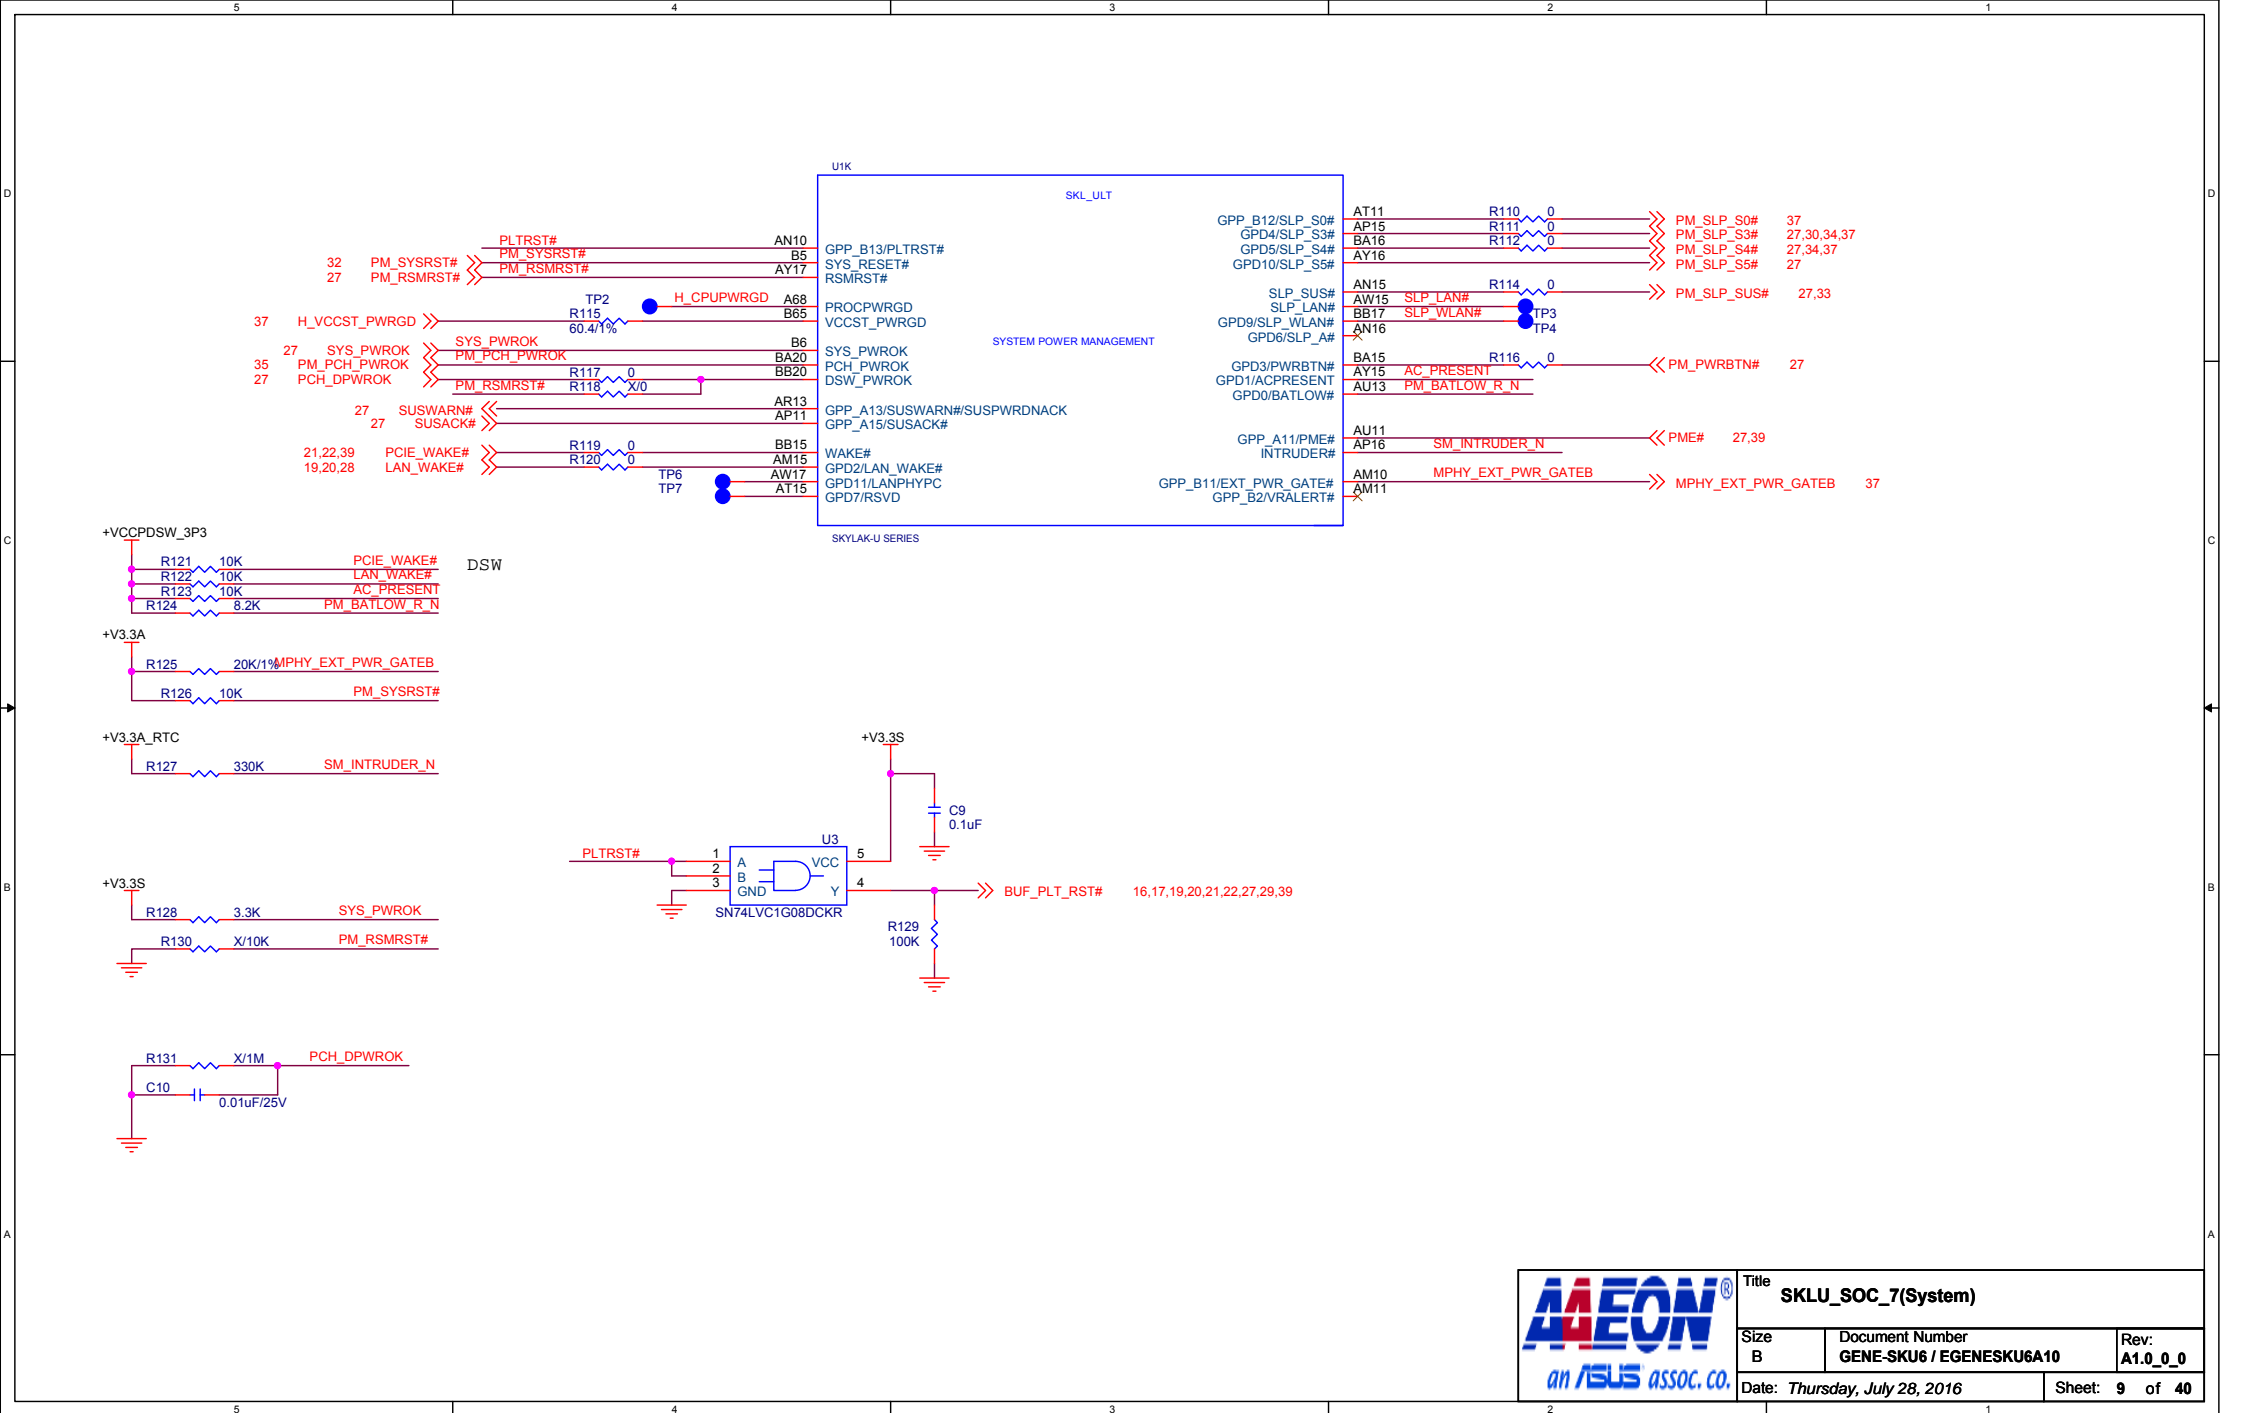 5 4 3 2 1
D D
C C
B B
A A
U1K
SKL_ULT
SYSTEM POWER MANAGEMENT
SKYLAK-U SERIES
PLTRST# AN10 GPP_B13/PLTRST#
32 PM_SYSRST# PM_SYSRST# B5 SYS_RESET#
27 PM_RSMRST# PM_RSMRST# AY17 RSMRST#
TP2 H_CPUPWRGD A68 PROCPWRGD
37 H_VCCST_PWRGD R115 60.4/1% B65 VCCST_PWRGD
27 SYS_PWROK SYS_PWROK B6 SYS_PWROK
35 PM_PCH_PWROK PM_PCH_PWROK BA20 PCH_PWROK
27 PCH_DPWROK R117 0 BB20 DSW_PWROK
PM_RSMRST# R118 X/0
27 SUSWARN# AR13 GPP_A13/SUSWARN#/SUSPWRDNACK
27 SUSACK# AP11 GPP_A15/SUSACK#
21,22,39 PCIE_WAKE# R119 0 BB15 WAKE#
19,20,28 LAN_WAKE# R120 0 AM15 GPD2/LAN_WAKE#
TP6 AW17 GPD11/LANPHYPC
TP7 AT15 GPD7/RSVD
GPP_B12/SLP_S0# AT11 R110 0 PM_SLP_S0# 37
GPD4/SLP_S3# AP15 R111 0 PM_SLP_S3# 27,30,34,37
GPD5/SLP_S4# BA16 R112 0 PM_SLP_S4# 27,34,37
GPD10/SLP_S5# AY16 PM_SLP_S5# 27
SLP_SUS# AN15 R114 0 PM_SLP_SUS# 27,33
SLP_LAN# AW15 SLP_LAN# TP3
GPD9/SLP_WLAN# BB17 SLP_WLAN# TP4
GPD6/SLP_A# AN16
GPD3/PWRBTN# BA15 R116 0 PM_PWRBTN# 27
GPD1/ACPRESENT AY15 AC_PRESENT
GPD0/BATLOW# AU13 PM_BATLOW_R_N
GPP_A11/PME# AU11 PME# 27,39
INTRUDER# AP16 SM_INTRUDER_N
GPP_B11/EXT_PWR_GATE# AM10 MPHY_EXT_PWR_GATEB MPHY_EXT_PWR_GATEB 37
GPP_B2/VRALERT# AM11
+VCCPDSW_3P3
R121 10K PCIE_WAKE# DSW
R122 10K LAN_WAKE#
R123 10K AC_PRESENT
R124 8.2K PM_BATLOW_R_N
+V3.3A
R125 20K/1% MPHY_EXT_PWR_GATEB
R126 10K PM_SYSRST#
+V3.3A_RTC
R127 330K SM_INTRUDER_N
+V3.3S
R128 3.3K SYS_PWROK
R130 X/10K PM_RSMRST#
R131 X/1M PCH_DPWROK
C10
0.01uF/25V
+V3.3S
C9
0.1uF
U3
PLTRST# 1 A VCC 5
2 B
3 GND Y 4 BUF_PLT_RST# 16,17,19,20,21,22,27,29,39
SN74LVC1G08DCKR
R129
100K
AAEON®
an ASUS assoc. co.
Title
SKLU_SOC_7(System)
Size
B
Document Number
GENE-SKU6 / EGENESKU6A10
Rev:
A1.0_0_0
Date: Thursday, July 28, 2016
Sheet: 9 of 40
5 4 3 2 1